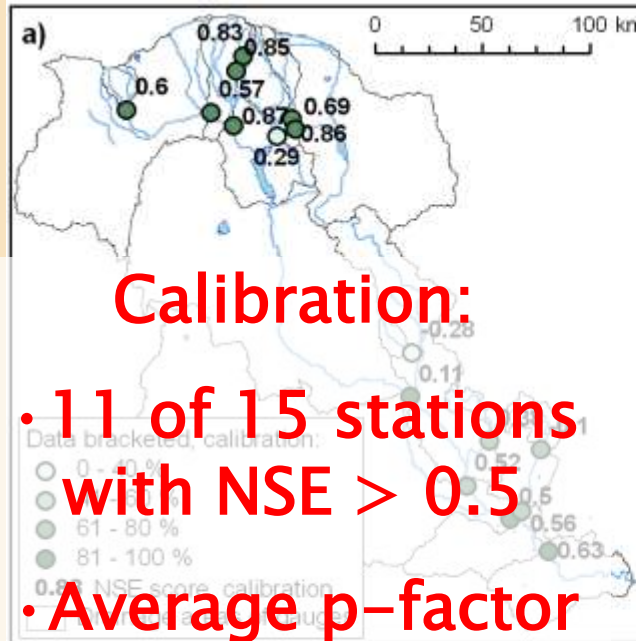 a)
0 50 100 km
0.83
0.85
0.6
0.57
0.87
0.69
0.86
0.29
Calibration:
-0.28
0.11
• 11 of 15 stations
Data bracketed, calibration:
0.52
0 - 40 %
with NSE > 0.5
0.5
61 - 80 %
0.56
81 - 100 %
0.63
NSE score, calibration
• Average p-factor